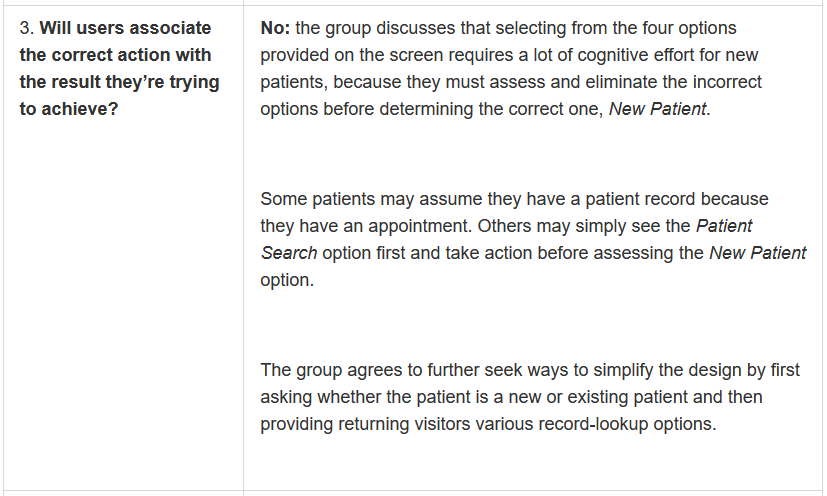 3. Will users associate
the correct action with
the result they’re trying
to achieve?
No: the group discusses that selecting from the four options
provided on the screen requires a lot of cognitive effort for new
patients, because they must assess and eliminate the incorrect
options before determining the correct one, New Patient.
Some patients may assume they have a patient record because
they have an appointment. Others may simply see the Patient
Search option first and take action before assessing the New Patient
option.
The group agrees to further seek ways to simplify the design by first
asking whether the patient is a new or existing patient and then
providing returning visitors various record-lookup options.